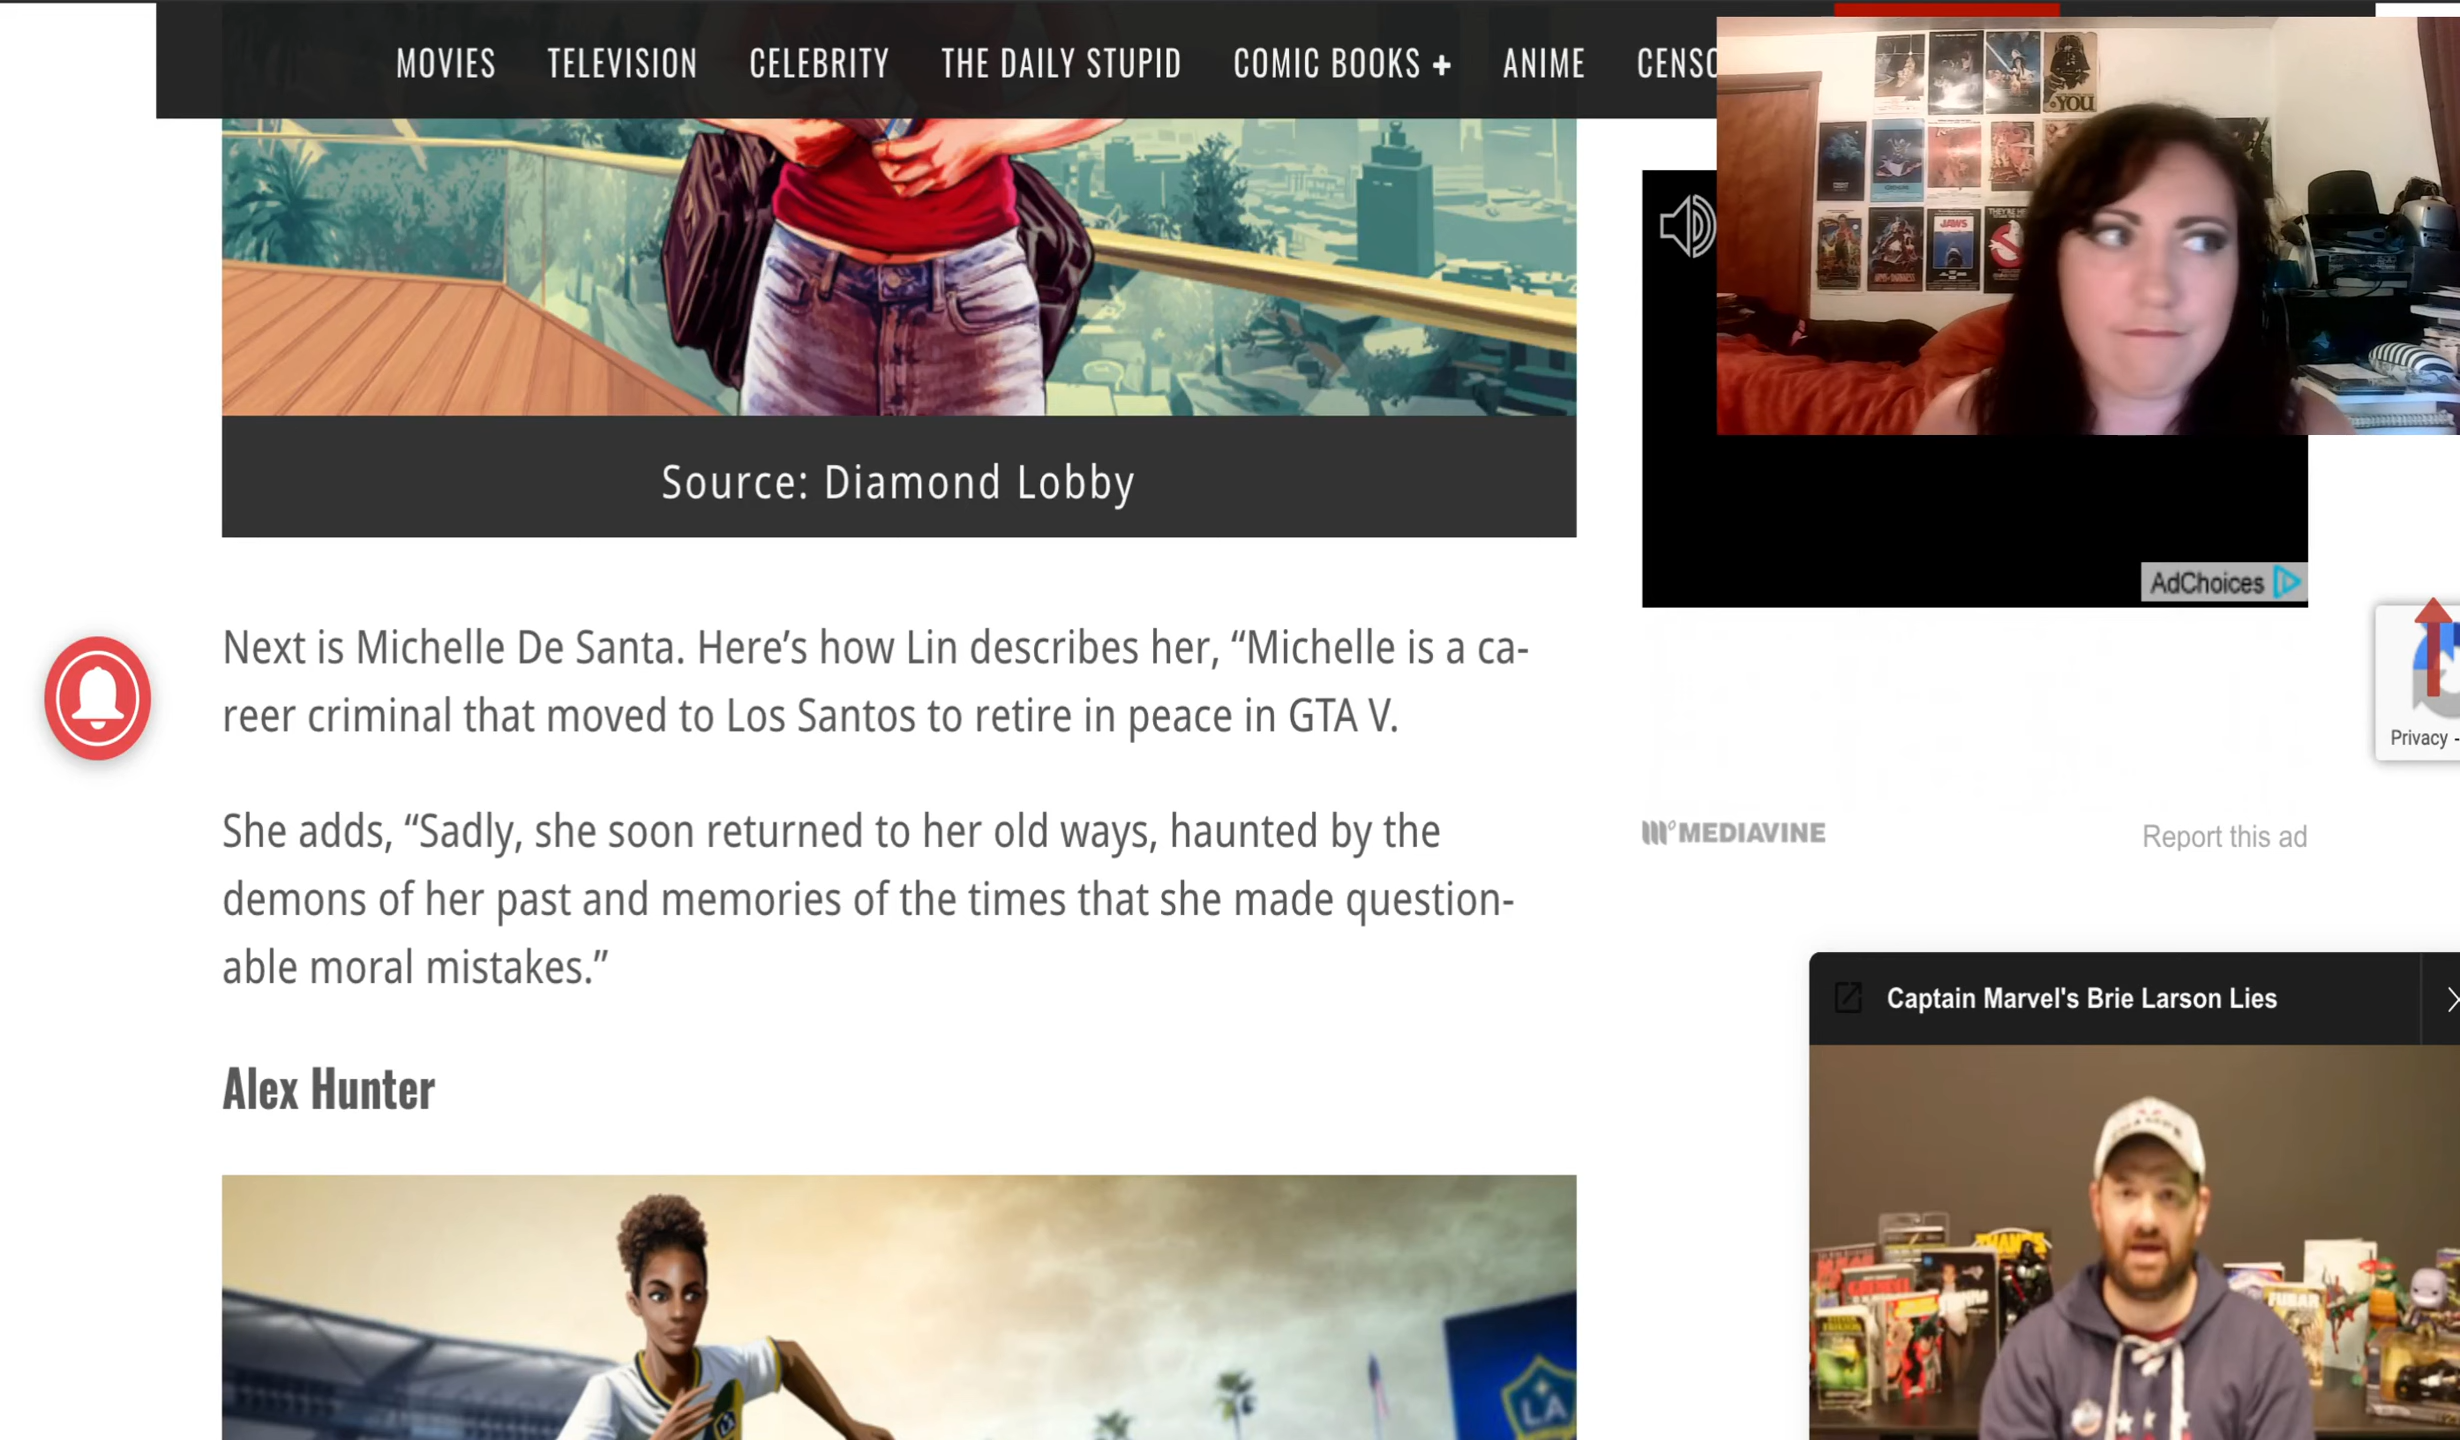 MOVIES TELEVISION CELEBRITY THE DAILY STUPID COMIC BOOKS + ANIME CENSO
YOU
JAWS
Source: Diamond Lobby
AdChoices
Next is Michelle De Santa. Here’s how Lin describes her, “Michelle is a ca-
reer criminal that moved to Los Santos to retire in peace in GTA V.
Privacy -
She adds, “Sadly, she soon returned to her old ways, haunted by the
demons of her past and memories of the times that she made question-
able moral mistakes.”
MEDIAVINE
Report this ad
Captain Marvel's Brie Larson Lies
Alex Hunter
LA